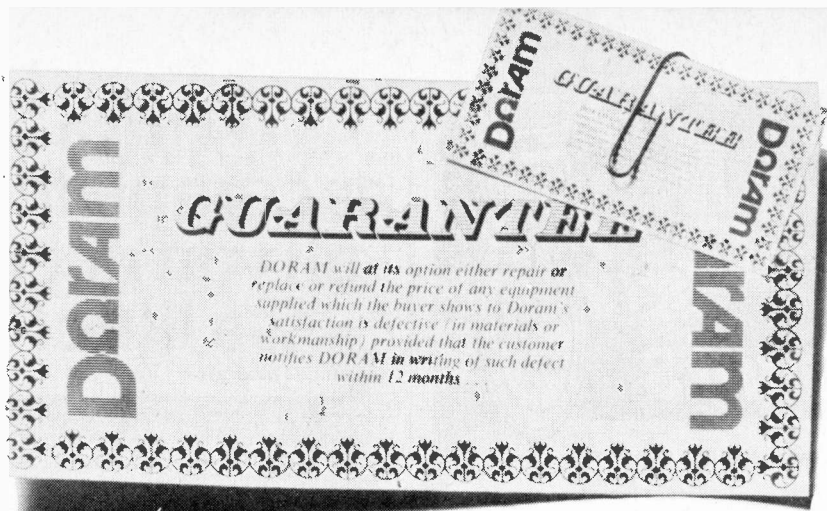 Doram
GUARANTEE
Doram
Doram
GUARANTEE
DORAM will at its option either repair or
replace or refund the price of any equipment
supplied which the buyer shows to Doram's
satisfaction is defective (in materials or
workmanship) provided that the customer
notifies DORAM in writing of such defect
within 12 months . . .
Doram